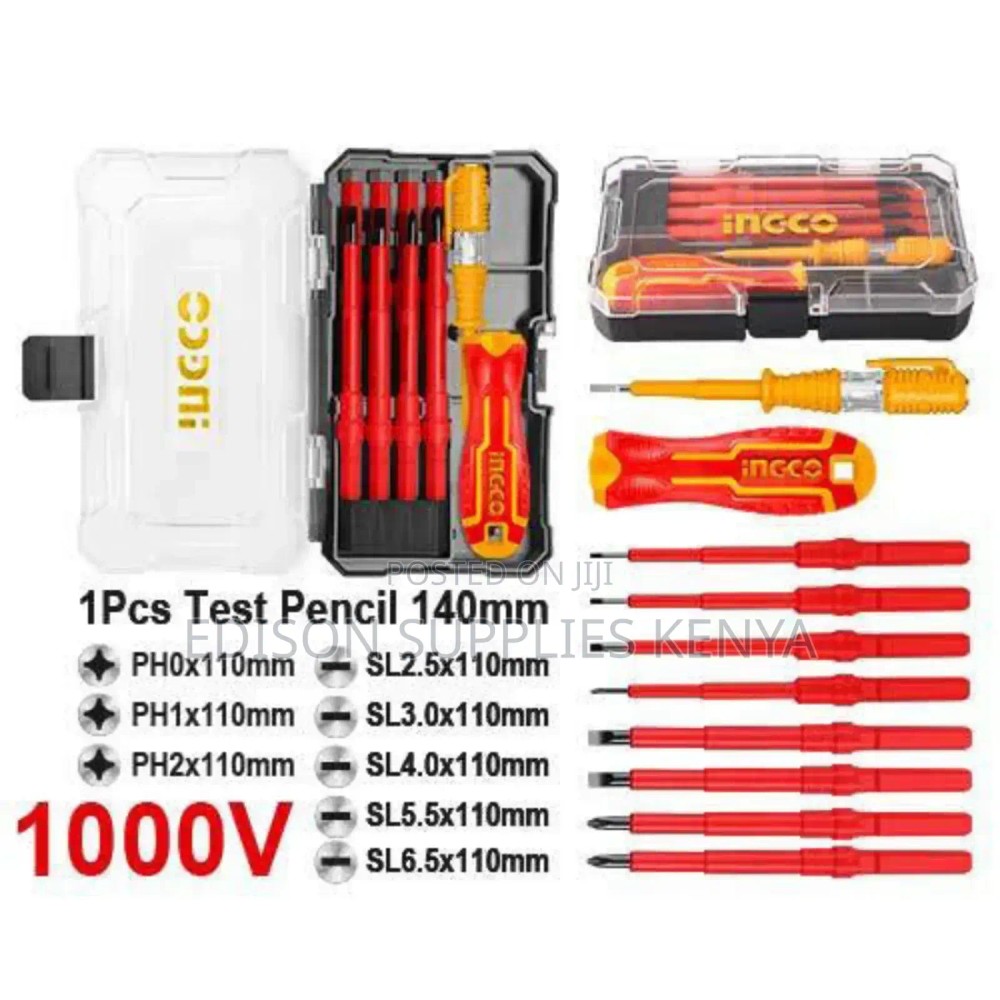 INGCO
INGCO
INGCO
INGCO
POSTED ON JIJI
1Pcs Test Pencil 140mm
EDISON SUPPLIES KENYA
PH0x110mm
SL2.5x110mm
PH1x110mm
SL3.0x110mm
PH2x110mm
SL4.0x110mm
1000V
SL5.5x110mm
SL6.5x110mm